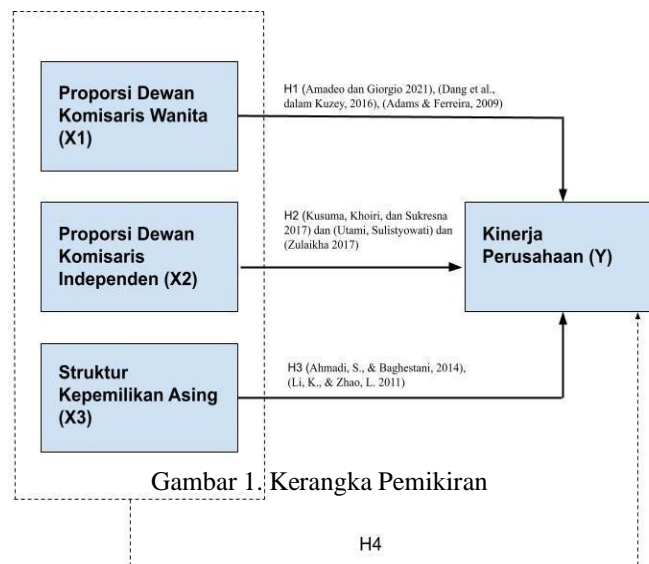 Proporsi Dewan
Komisaris Wanita
(X1)
H1 (Amadeo dan Giorgio 2021), (Dang et al.,
dalam Kuzey, 2016), (Adams & Ferreira, 2009)
Proporsi Dewan
Komisaris
Independen (X2)
H2 (Kusuma, Khoiri, dan Sukresna
2017) dan (Utami, Sulistyowati) dan
(Zulaikha 2017)
Kinerja
Perusahaan (Y)
Struktur
Kepemilikan Asing
(X3)
H3 (Ahmadi, S., & Baghestani, 2014),
(Li, K., & Zhao, L. 2011)
Gambar 1. Kerangka Pemikiran
H4